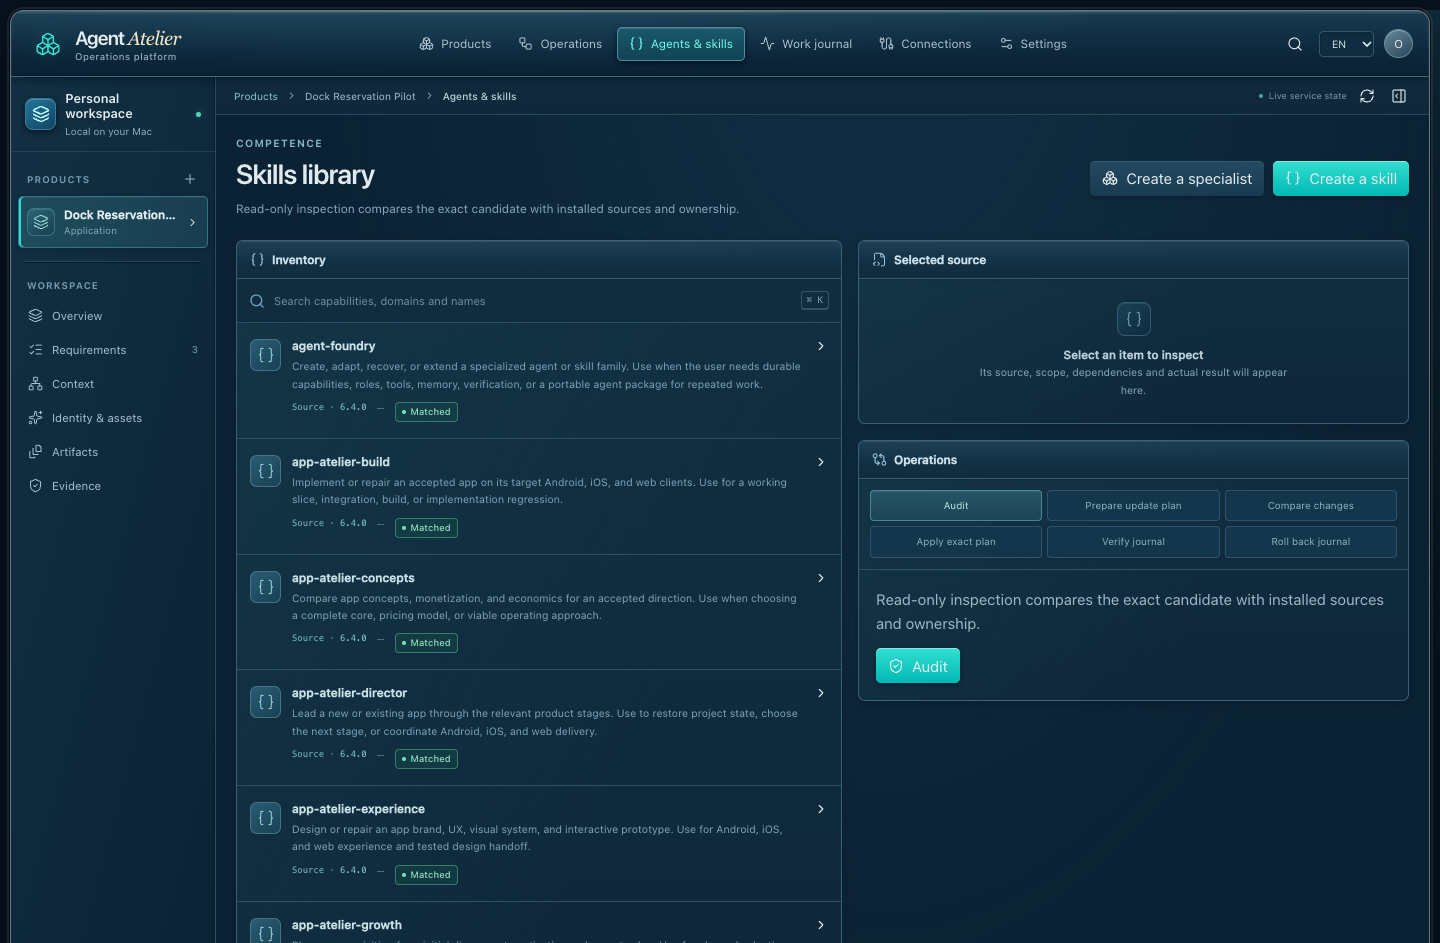 Agent Atelier
Operations platform
Products
Operations
Agents & skills
Work journal
Connections
Settings
EN
O
Personal
workspace
Local on your Mac
PRODUCTS
Dock Reservation...
Application
WORKSPACE
Overview
Requirements 3
Context
Identity & assets
Artifacts
Evidence
Products > Dock Reservation Pilot > Agents & skills
Live service state
COMPETENCE
Skills library
Read-only inspection compares the exact candidate with installed sources and ownership.
Create a specialist
Create a skill
Inventory
Search capabilities, domains and names
⌘ K
agent-foundry
Create, adapt, recover, or extend a specialized agent or skill family. Use when the user needs durable
capabilities, roles, tools, memory, verification, or a portable agent package for repeated work.
Source · 6.4.0 — Matched
app-atelier-build
Implement or repair an accepted app on its target Android, iOS, and web clients. Use for a working
slice, integration, build, or implementation regression.
Source · 6.4.0 — Matched
app-atelier-concepts
Compare app concepts, monetization, and economics for an accepted direction. Use when choosing
a complete core, pricing model, or viable operating approach.
Source · 6.4.0 — Matched
app-atelier-director
Lead a new or existing app through the relevant product stages. Use to restore project state, choose
the next stage, or coordinate Android, iOS, and web delivery.
Source · 6.4.0 — Matched
app-atelier-experience
Design or repair an app brand, UX, visual system, and interactive prototype. Use for Android, iOS,
and web experience and tested design handoff.
Source · 6.4.0 — Matched
app-atelier-growth
Selected source
Select an item to inspect
Its source, scope, dependencies and actual result will appear
here.
Operations
Audit
Prepare update plan
Compare changes
Apply exact plan
Verify journal
Roll back journal
Read-only inspection compares the exact candidate with installed sources
and ownership.
Audit